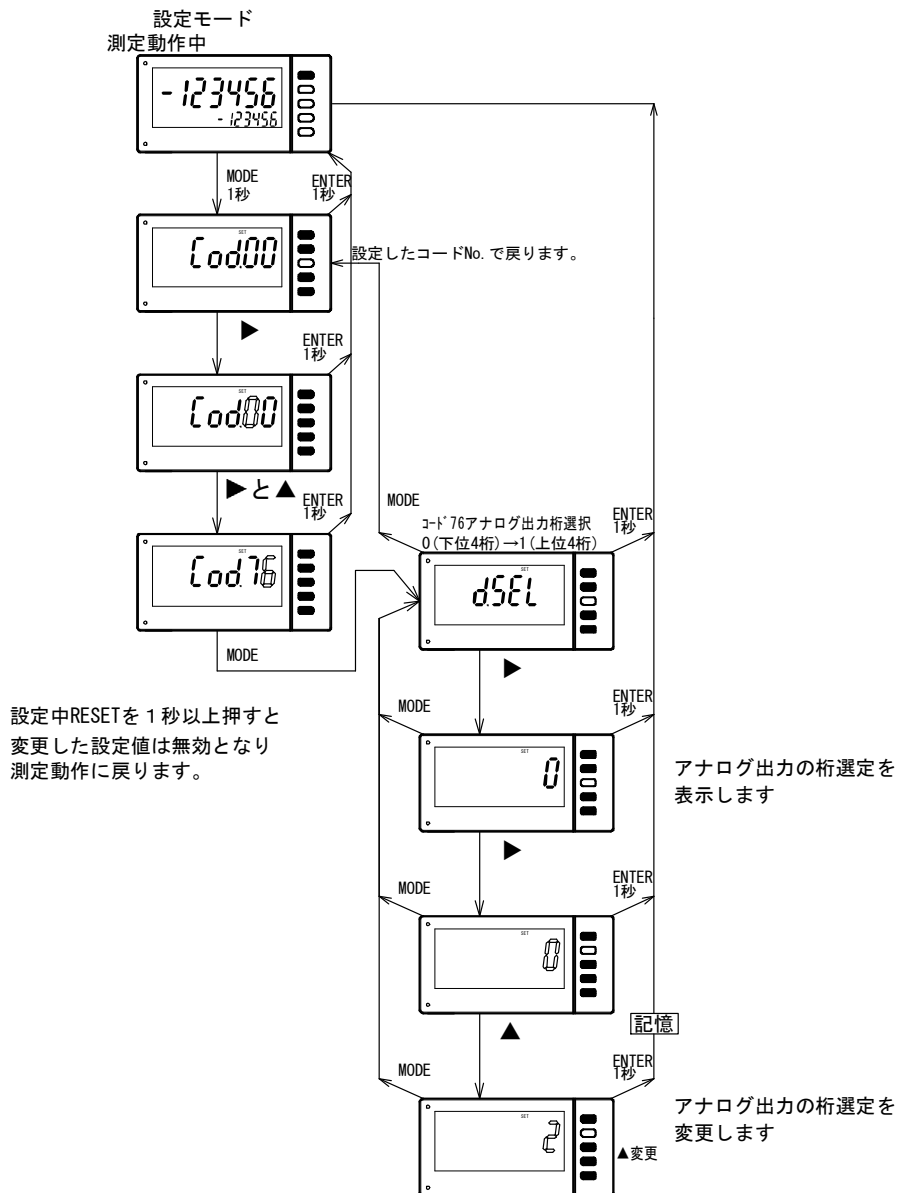 設定モード
測定動作中
-123456
-123456
MODE
1秒
ENTER
1秒
SET
Cod.00
設定したコードNo.で戻ります。
▶
ENTER
1秒
SET
Cod.00
▶と▲
ENTER
1秒
MODE
コード76アナログ出力桁選択
0(下位4桁)→1(上位4桁)
ENTER
1秒
SET
Cod.76
SET
d.SEL
MODE
▶
設定中RESETを1秒以上押すと
変更した設定値は無効となり
測定動作に戻ります。
MODE
ENTER
1秒
SET
0
アナログ出力の桁選定を
表示します
▶
MODE
ENTER
1秒
SET
0
▲
記憶
MODE
ENTER
1秒
SET
2
▲変更
アナログ出力の桁選定を
変更します